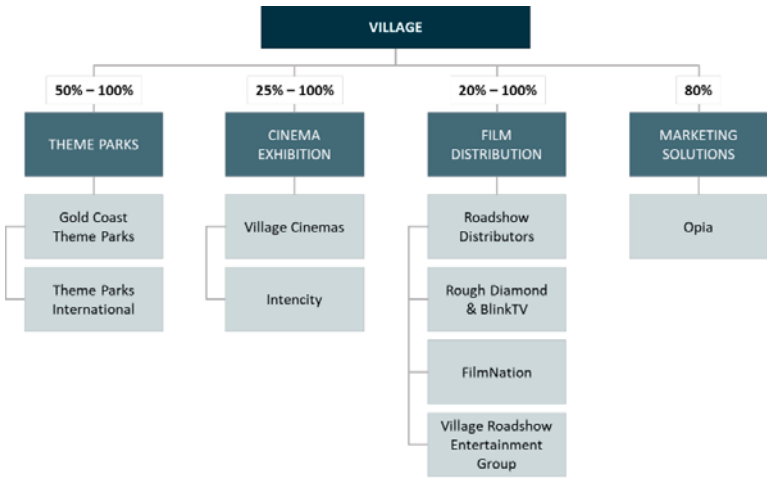 VILLAGE
50% – 100%
25% – 100%
20% – 100%
80%
THEME PARKS
CINEMA
EXHIBITION
FILM
DISTRIBUTION
MARKETING
SOLUTIONS
Gold Coast
Theme Parks
Village Cinemas
Roadshow
Distributors
Opia
Theme Parks
International
Intencity
Rough Diamond
& BlinkTV
FilmNation
Village Roadshow
Entertainment
Group